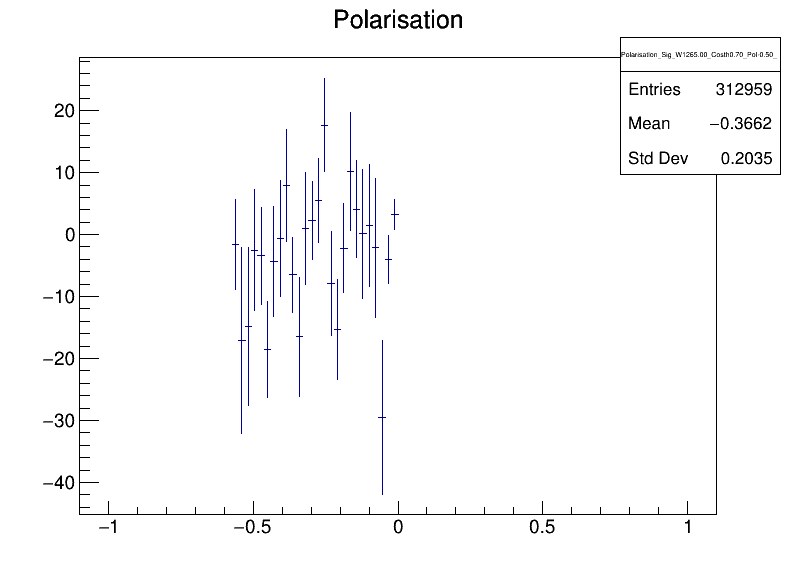 Polarisation
Polarisation_Sig_W1265.00_Costh0.70_Pol-0.50_
Entries 312959
Mean −0.3662
Std Dev 0.2035
20
10
0
−10
−20
−30
−40
−1 −0.5 0 0.5 1